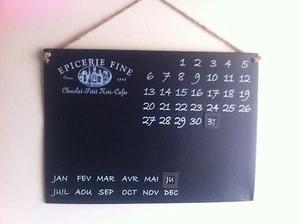 EPICERIE FINE
Chocolat-Petit Noir-Cafes
1 2 3 4 5
6 7 8 9 10 11 12
13 14 15 16 17 18 19
20 21 22 23 24 25 26
27 28 29 30 31
JAN FEV MAR AVR MAI JU
JUIL AOU SEP OCT NOV DEC